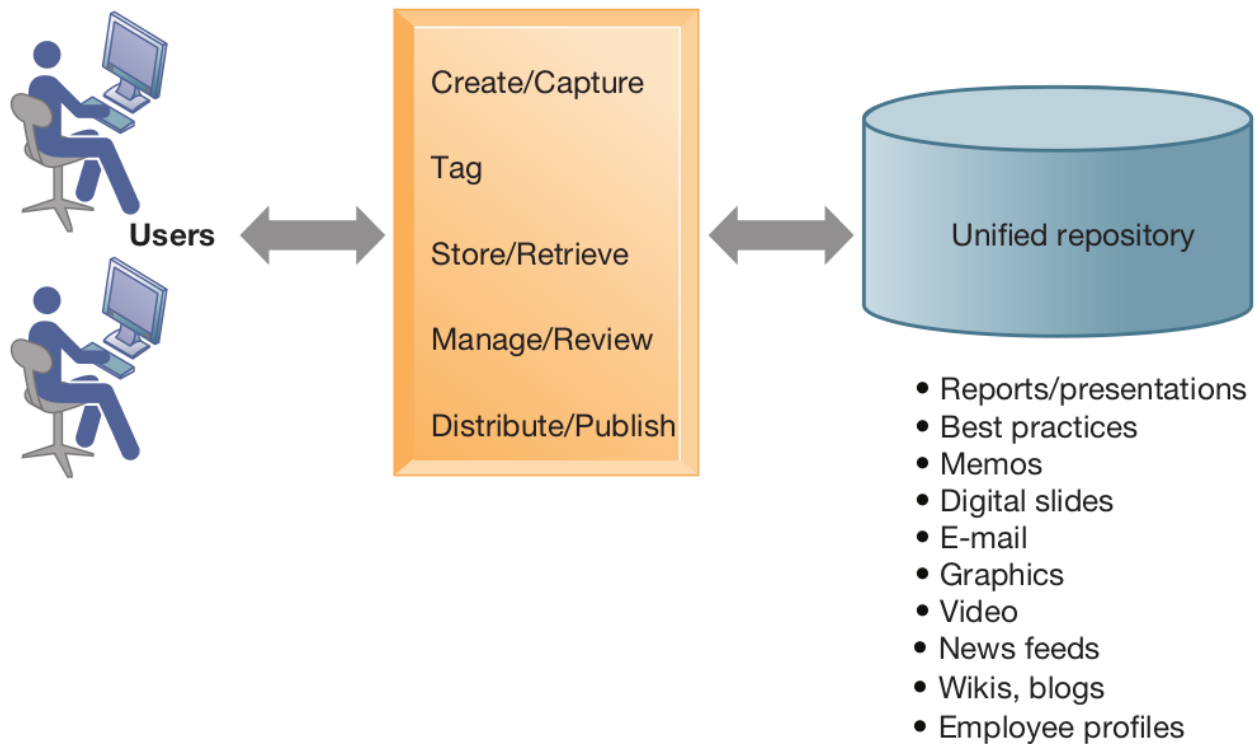 Users
Create/Capture
Tag
Store/Retrieve
Manage/Review
Distribute/Publish
Unified repository
• Reports/presentations
• Best practices
• Memos
• Digital slides
• E-mail
• Graphics
• Video
• News feeds
• Wikis, blogs
• Employee profiles